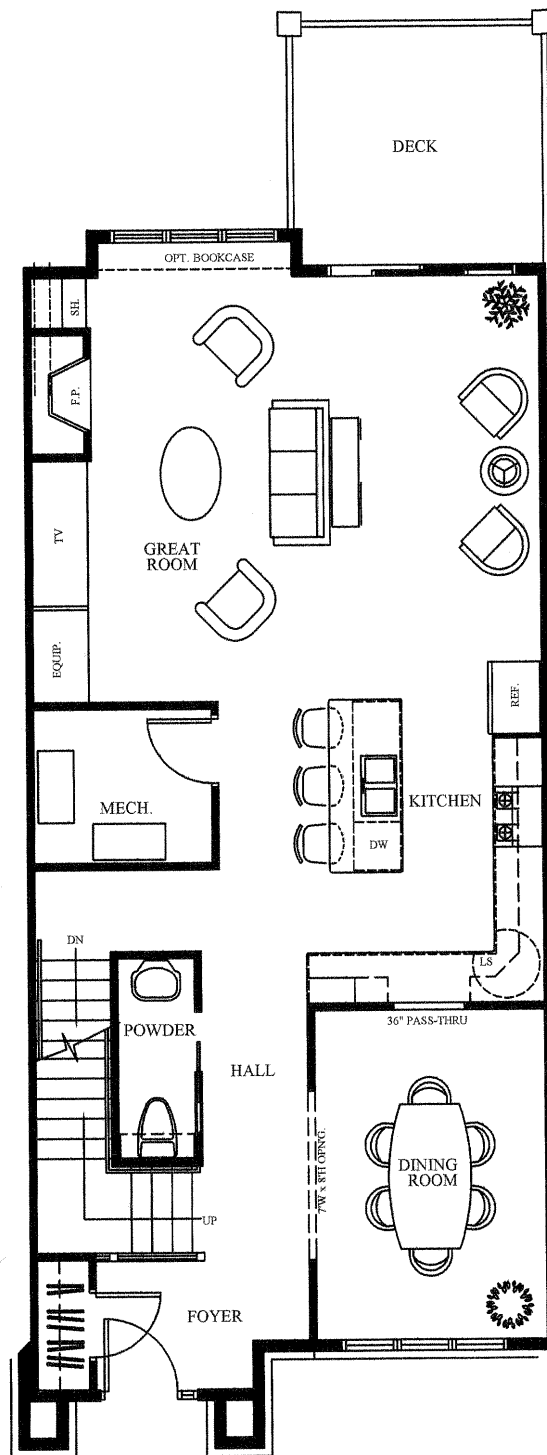 DECK
OPT. BOOKCASE
SH.
F.P.
TV
GREAT
ROOM
EQUIP.
REF.
MECH.
KITCHEN
DW
DN
LS
POWDER
36" PASS-THRU
HALL
7'W x 8'H OPN'G.
DINING
ROOM
UP
FOYER